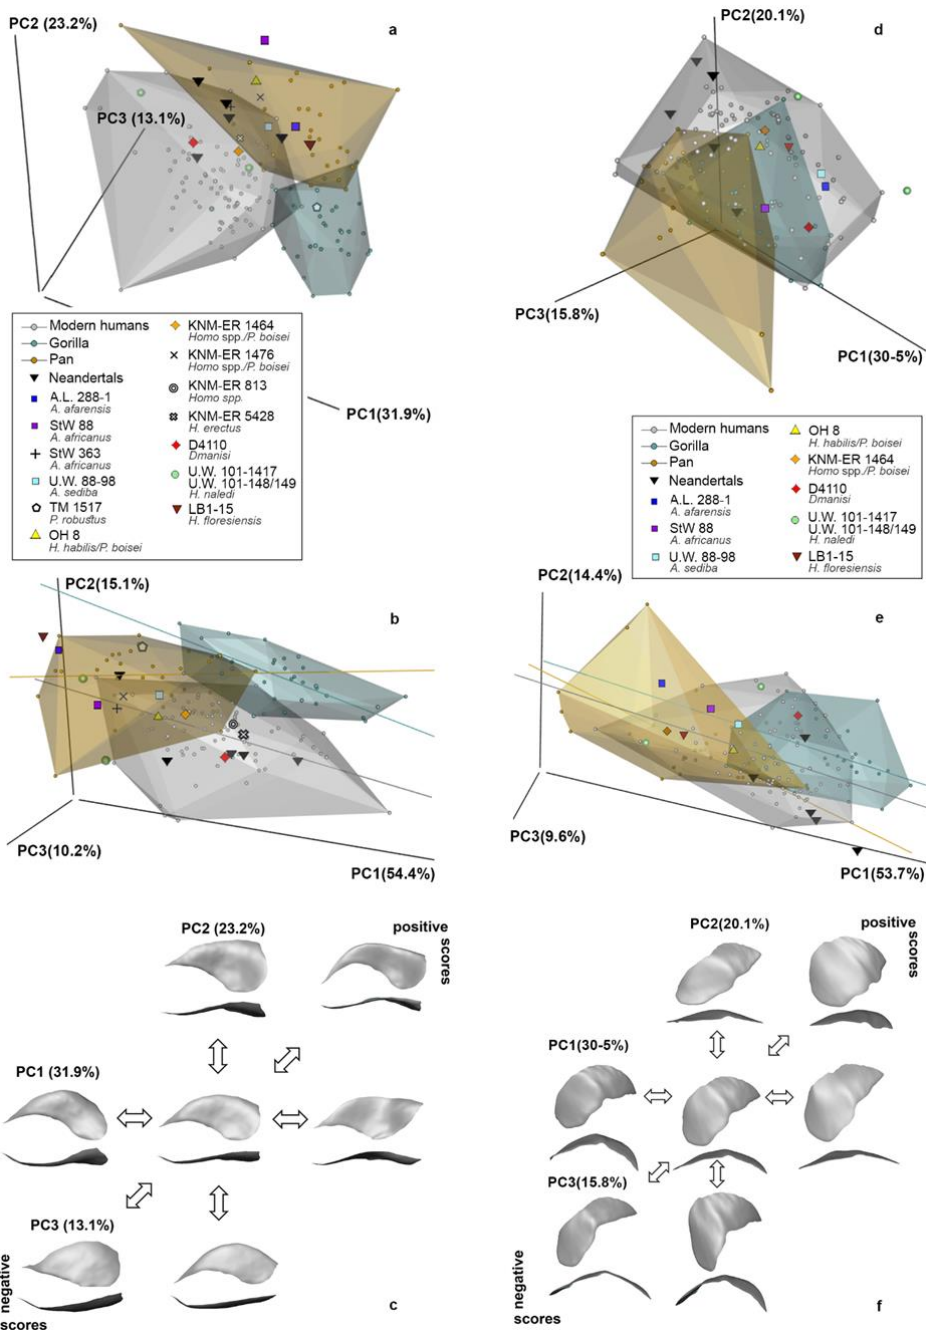 PC2 (23.2%)
a
PC3 (13.1%)
PC1(31.9%)
Modern humans
Gorilla
Pan
Neandertals
A.L. 288-1
A. afarensis
StW 88
A. africanus
StW 363
A. africanus
U.W. 88-98
A. sediba
TM 1517
P. robustus
OH 8
H. habilis/P. boisei
KNM-ER 1464
Homo spp./P. boisei
KNM-ER 1476
Homo spp./P. boisei
KNM-ER 813
Homo spp.
KNM-ER 5428
H. erectus
D4110
Dmanisi
U.W. 101-1417
U.W. 101-148/149
H. naledi
LB1-15
H. floresiensis
PC2(20.1%)
d
PC3(15.8%)
PC1(30-5%)
Modern humans
Gorilla
Pan
Neandertals
A.L. 288-1
A. afarensis
StW 88
A. africanus
U.W. 88-98
A. sediba
OH 8
H. habilis/P. boisei
KNM-ER 1464
Homo spp./P. boisei
D4110
Dmanisi
U.W. 101-1417
U.W. 101-148/149
H. naledi
LB1-15
H. floresiensis
PC2(15.1%)
b
PC3(10.2%)
PC1(54.4%)
PC2(14.4%)
e
PC3(9.6%)
PC1(53.7%)
PC2 (23.2%)
positive
scores
PC1 (31.9%)
PC3 (13.1%)
negative
scores
c
PC2(20.1%)
positive
scores
PC1(30-5%)
PC3(15.8%)
negative
scores
f